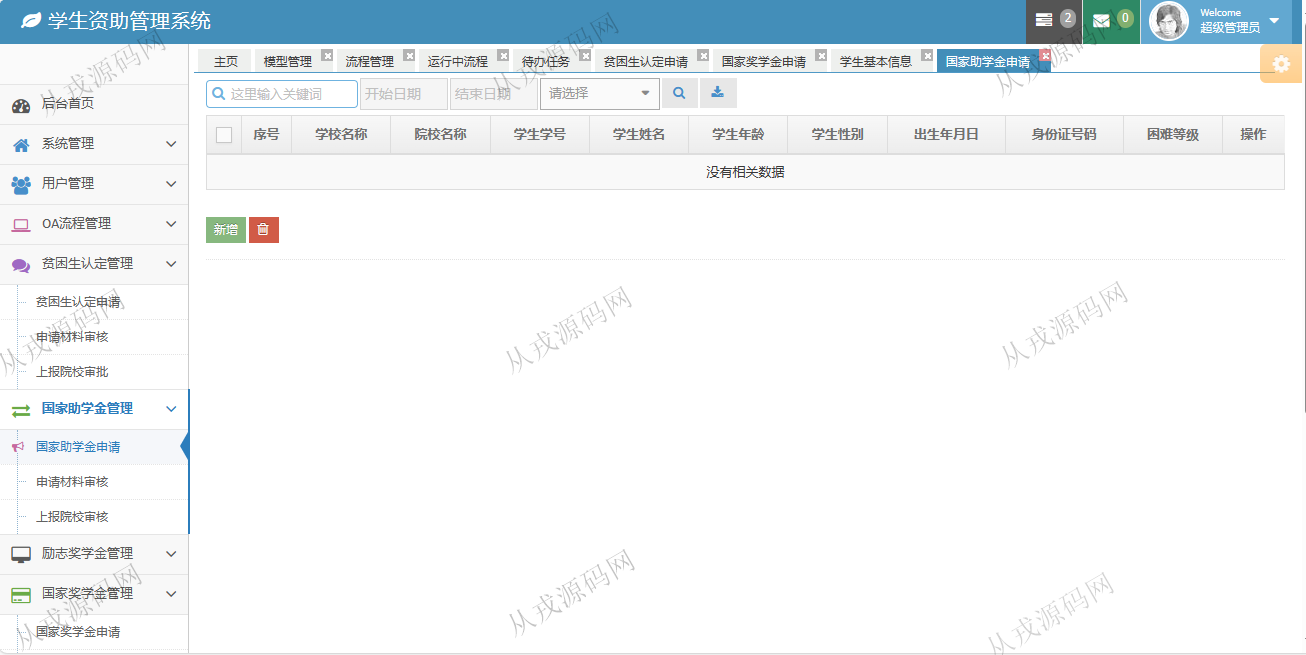 学生资助管理系统
2
0
Welcome
超级管理员
主页
模型管理
流程管理
运行中流程
待办任务
贫困生认定申请
国家奖学金申请
学生基本信息
国家助学金申请
后台首页
系统管理
用户管理
OA流程管理
贫困生认定管理
贫困生认定申请
申请材料审核
上报院校审批
国家助学金管理
国家助学金申请
申请材料审核
上报院校审核
励志奖学金管理
国家奖学金管理
国家奖学金申请
这里输入关键词
开始日期
结束日期
请选择
序号 学校名称 院校名称 学生学号 学生姓名 学生年龄 学生性别 出生年月日 身份证号码 困难等级 操作
没有相关数据
新增
从戎源码网
从戎源码网
从戎源码网
从戎源码网
从戎源码网
从戎源码网
从戎源码网
从戎源码网
从戎源码网